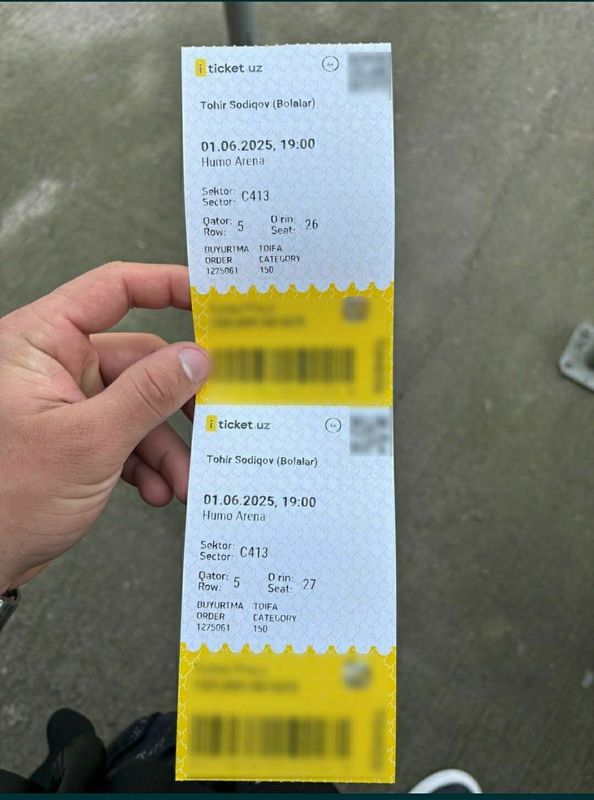 iticket.uz
Tohir Sodiqov (Bolalar)
01.06.2025, 19:00
Humo Arena
Sektor:
Sector: C413
Qator:
Row: 5
O rin:
Seat: 26
BUYURTMA TOIFA
ORDER CATEGORY
1275061 150
iticket.uz
Tohir Sodiqov (Bolalar)
01.06.2025, 19:00
Humo Arena
Sektor:
Sector: C413
Qator:
Row: 5
O rin:
Seat: 27
BUYURTMA TOIFA
ORDER CATEGORY
1275061 150